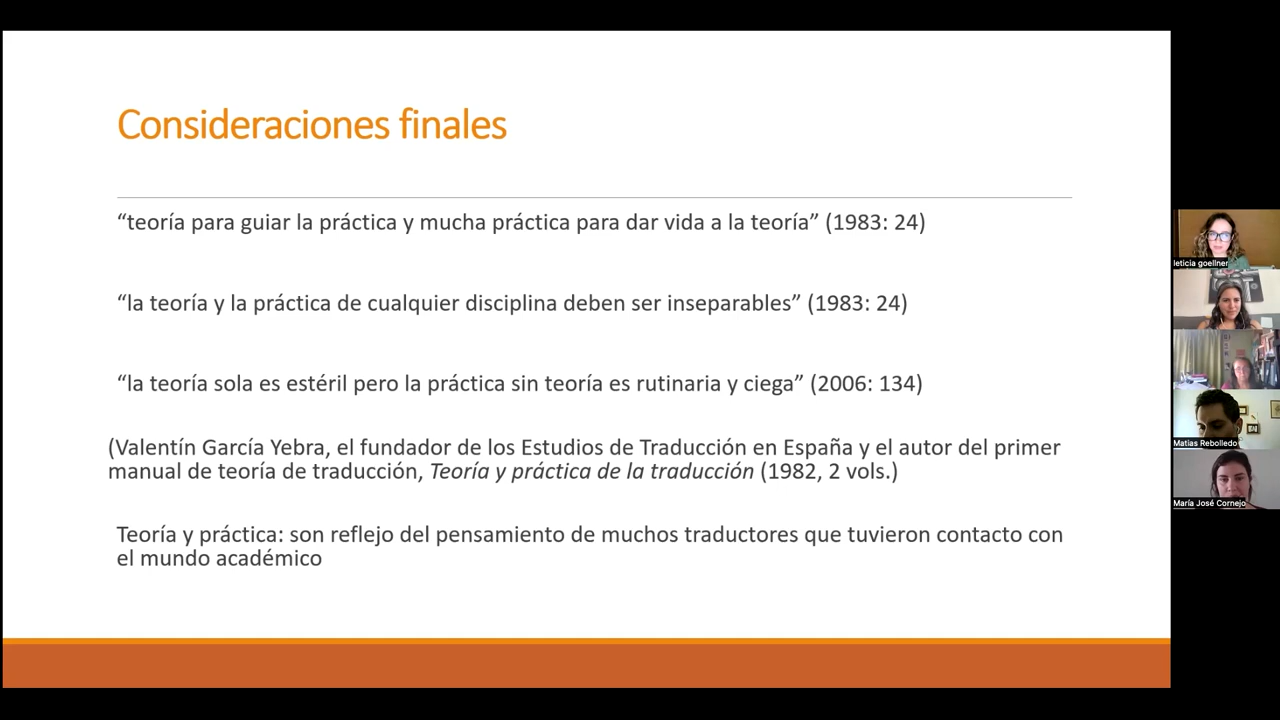 Consideraciones finales
“teoría para guiar la práctica y mucha práctica para dar vida a la teoría” (1983: 24)
“la teoría y la práctica de cualquier disciplina deben ser inseparables” (1983: 24)
“la teoría sola es estéril pero la práctica sin teoría es rutinaria y ciega” (2006: 134)
(Valentín García Yebra, el fundador de los Estudios de Traducción en España y el autor del primer
manual de teoría de traducción, Teoría y práctica de la traducción (1982, 2 vols.)
Teoría y práctica: son reflejo del pensamiento de muchos traductores que tuvieron contacto con
el mundo académico
leticia goellner
Matias Rebolledo
María José Cornejo